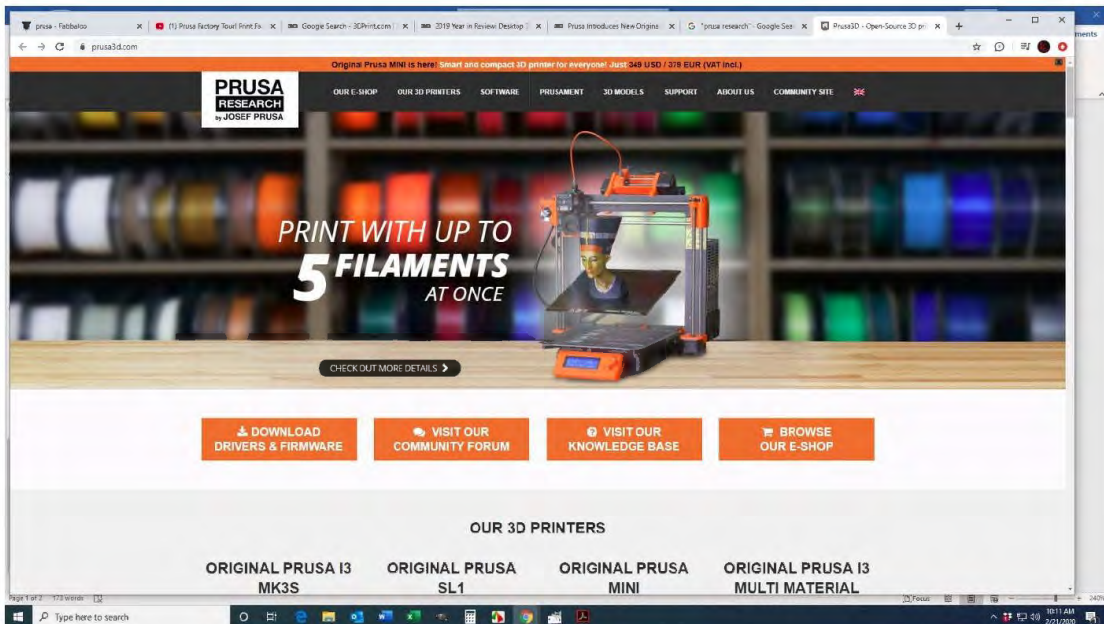 prusa - Fabbaloo
(1) Prusa Factory Tour! Print Fa
Google Search - 3DPrint.com |
2019 Year in Review: Desktop
Prusa Introduces New Origina
"prusa research" - Google Sea
Prusa3D - Open-Source 3D pr
ments
prusa3d.com
Original Prusa MINI is here! Smart and compact 3D printer for everyone! Just 349 USD / 379 EUR (VAT incl.)
PRUSA
RESEARCH
by JOSEF PRUSA
OUR E-SHOP OUR 3D PRINTERS SOFTWARE PRUSAMENT 3D MODELS SUPPORT ABOUT US COMMUNITY SITE
PRINT WITH UP TO
5 FILAMENTS
AT ONCE
CHECK OUT MORE DETAILS
DOWNLOAD
DRIVERS & FIRMWARE
VISIT OUR
COMMUNITY FORUM
VISIT OUR
KNOWLEDGE BASE
BROWSE
OUR E-SHOP
OUR 3D PRINTERS
ORIGINAL PRUSA I3
MK3S
ORIGINAL PRUSA
SL1
ORIGINAL PRUSA
MINI
ORIGINAL PRUSA I3
MULTI MATERIAL
Page 1 of 2 173 words
Focus
240%
Type here to search
10:11 AM
2/21/2020